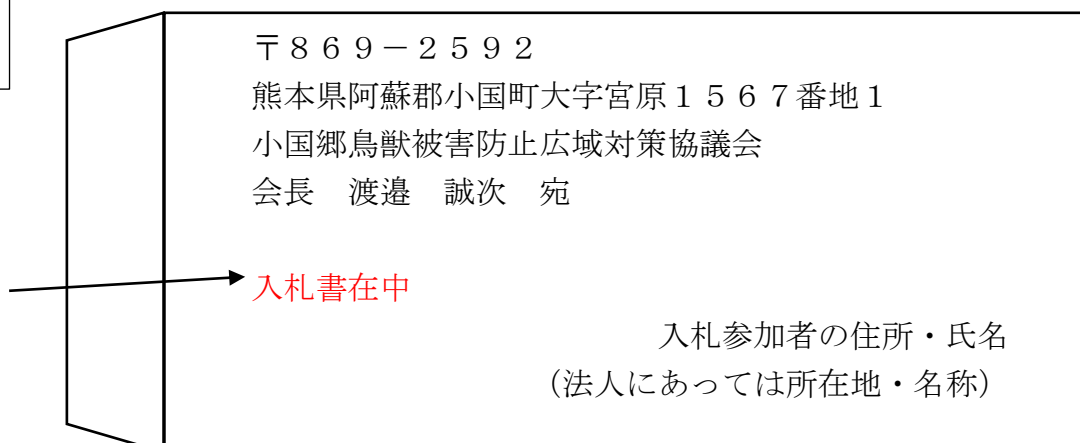 〒８６９－２５９２
熊本県阿蘇郡小国町大字宮原１５６７番地１
小国郷鳥獣被害防止広域対策協議会
会長　渡邉　誠次　宛
入札書在中
入札参加者の住所・氏名
（法人にあっては所在地・名称）